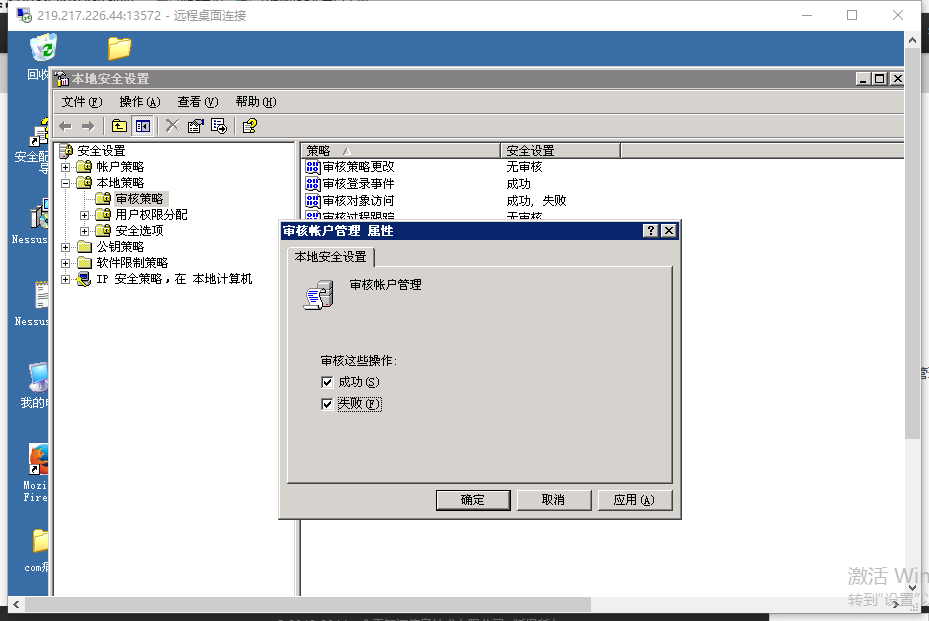 219.217.226.44:13572 - 远程桌面连接
回收
本地安全设置
文件(F) 操作(A) 查看(V) 帮助(H)
安全设置
帐户策略
本地策略
审核策略
用户权限分配
安全选项
公钥策略
软件限制策略
IP 安全策略，在 本地计算机
策略 安全设置
审核策略更改 无审核
审核登录事件 成功
审核对象访问 成功, 失败
审核过程跟踪 无审核
审核帐户管理 属性
本地安全设置
审核帐户管理
审核这些操作:
成功(S)
失败(F)
确定 取消 应用(A)
安全配
导
Nessus
Nessus
我的电
Mozi
Fire
com
激活 Win
转到"设置"